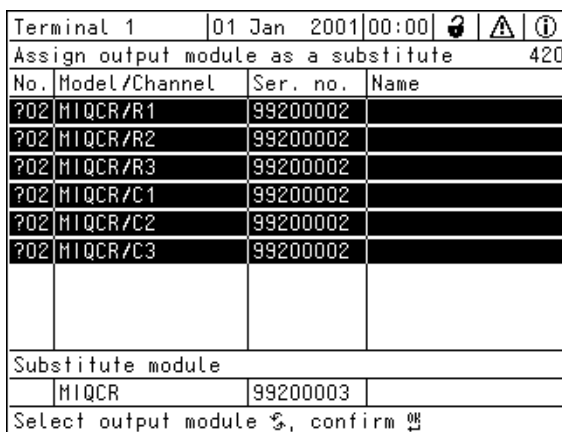 Terminal 1 01 Jan 2001 00:00
Assign output module as a substitute 420
No. Model/Channel Ser. no. Name
?02 MIQCR/R1 99200002
?02 MIQCR/R2 99200002
?02 MIQCR/R3 99200002
?02 MIQCR/C1 99200002
?02 MIQCR/C2 99200002
?02 MIQCR/C3 99200002
Substitute module
MIQCR 99200003
Select output module , confirm OK